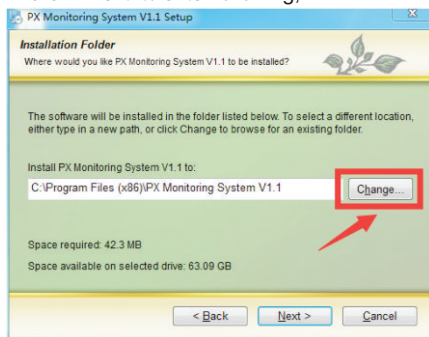 PX Monitoring System V1.1 Setup
Installation Folder
Where would you like PX Monitoring System V1.1 to be installed?
The software will be installed in the folder listed below. To select a different location,
either type in a new path, or click Change to browse for an existing folder.
Install PX Monitoring System V1.1 to:
C:\Program Files (x86)\PX Monitoring System V1.1
Change...
Space required: 42.3 MB
Space available on selected drive: 63.09 GB
< Back
Next >
Cancel